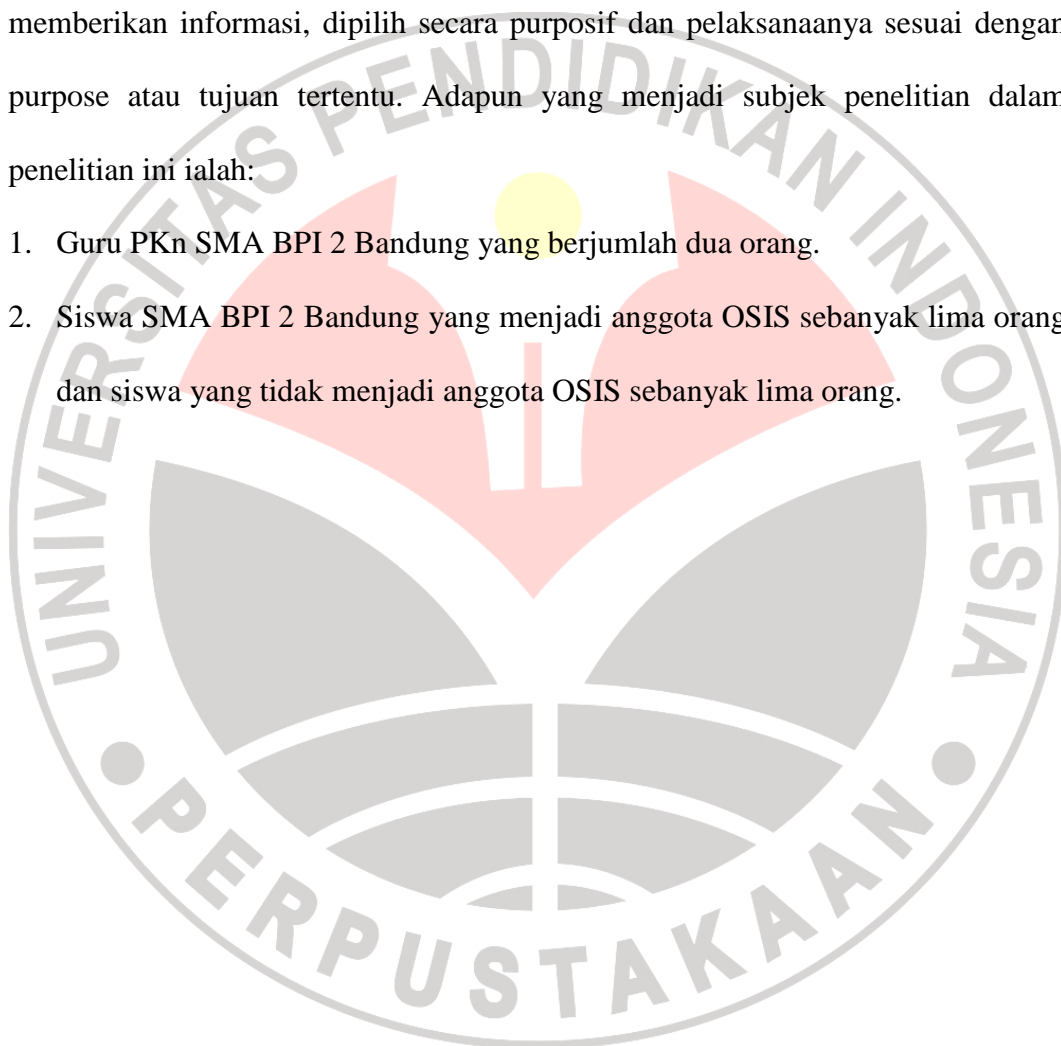 memberikan informasi, dipilih secara purposif dan pelaksanaanya sesuai dengan
purpose atau tujuan tertentu. Adapun yang menjadi subjek penelitian dalam
penelitian ini ialah:
1. Guru PKn SMA BPI 2 Bandung yang berjumlah dua orang.
2. Siswa SMA BPI 2 Bandung yang menjadi anggota OSIS sebanyak lima orang
dan siswa yang tidak menjadi anggota OSIS sebanyak lima orang.
UNIVERSITAS PENDIDIKAN INDONESIA
PERPUSTAKAAN